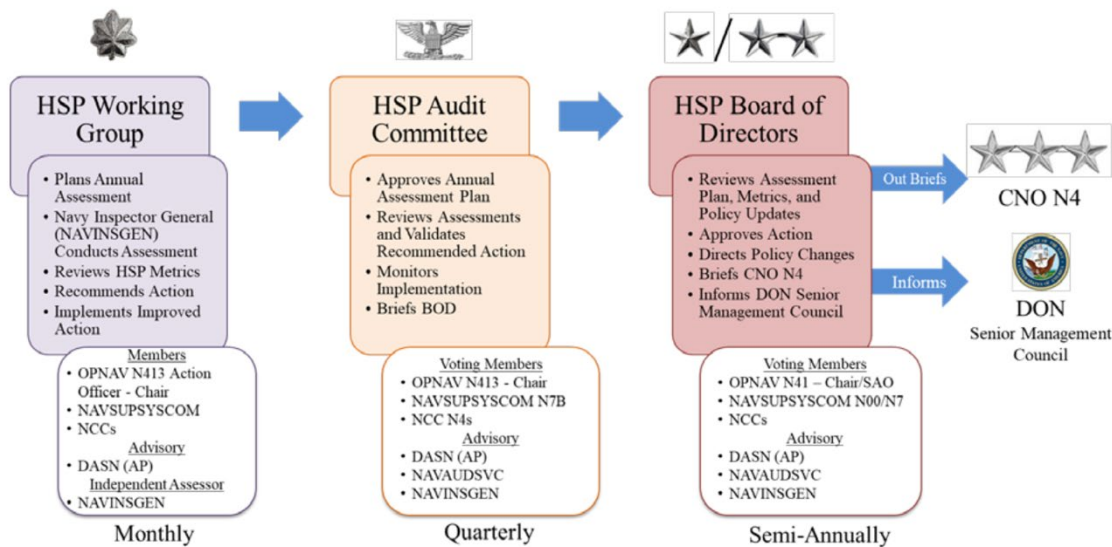 HSP Working
Group
• Plans Annual
Assessment
• Navy Inspector General
(NAVINSGEN)
Conducts Assessment
• Reviews HSP Metrics
• Recommends Action
• Implements Improved
Action
Members
• OPNAV N413 Action
Officer - Chair
• NAVSUPSYSCOM
• NCCs
Advisory
• DASN (AP)
Independent Assessor
• NAVINSGEN
Monthly
HSP Audit
Committee
• Approves Annual
Assessment Plan
• Reviews Assessments
and Validates
Recommended Action
• Monitors
Implementation
• Briefs BOD
Voting Members
• OPNAV N413 - Chair
• NAVSUPSYSCOM N7B
• NCC N4s
Advisory
• DASN (AP)
• NAVAUDSVC
• NAVINSGEN
Quarterly
/
HSP Board of
Directors
• Reviews Assessment
Plan, Metrics, and
Policy Updates
• Approves Action
• Directs Policy Changes
• Briefs CNO N4
• Informs DON Senior
Management Council
Voting Members
• OPNAV N41 – Chair/SAO
• NAVSUPSYSCOM N00/N7
• NCCs
Advisory
• DASN (AP)
• NAVAUDSVC
• NAVINSGEN
Semi-Annually
Out Briefs
CNO N4
Informs
DON
Senior Management
Council